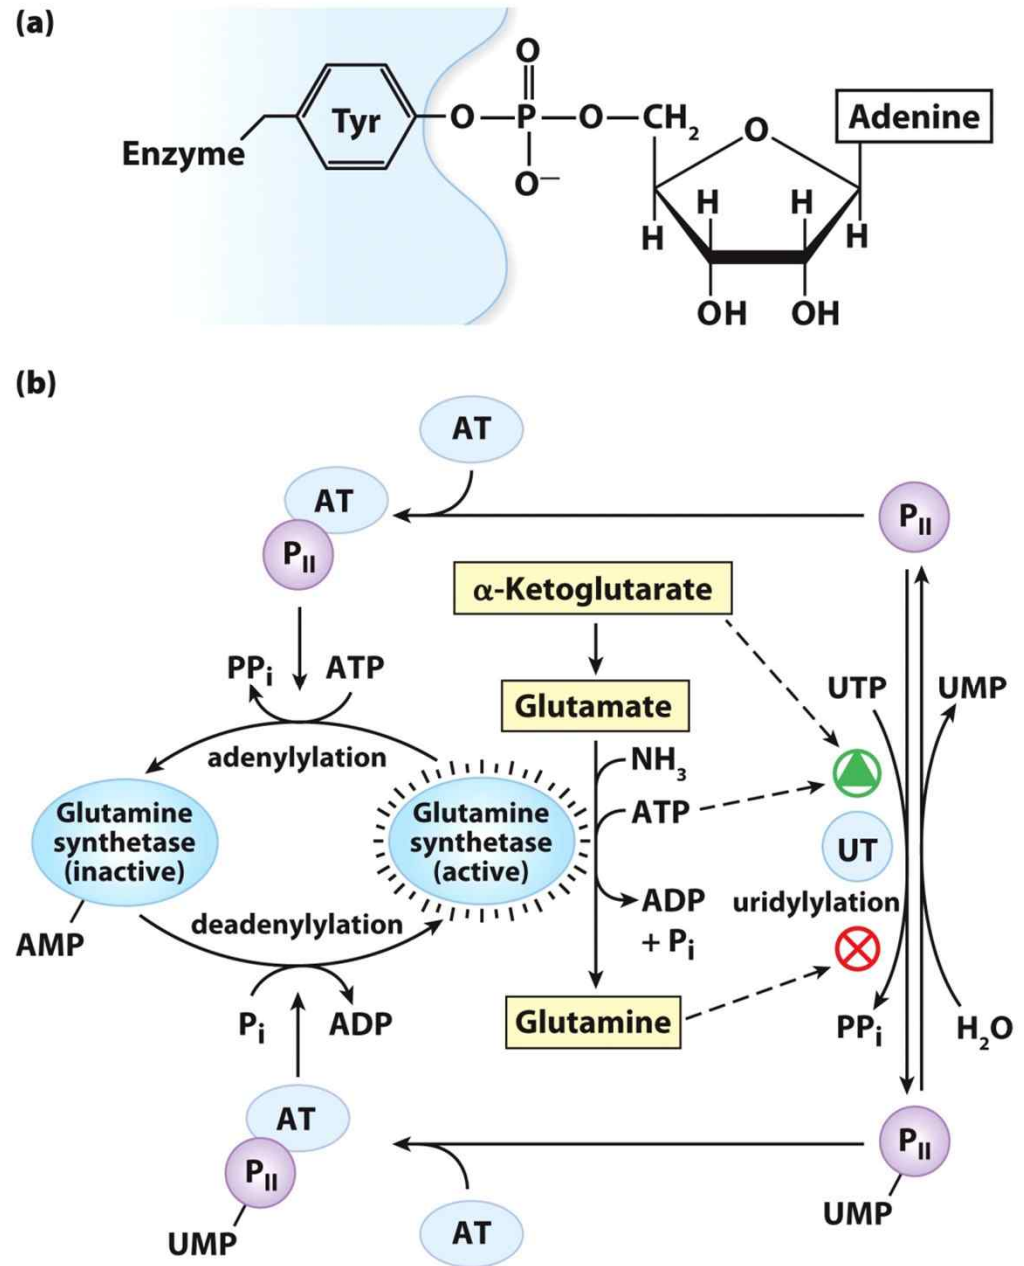 (a)
O
Tyr
O
P
O
CH2
O
Adenine
Enzyme
O–
H
H
H
H
OH
OH
(b)
AT
AT
PII
PII
α-Ketoglutarate
PPi
ATP
UTP
UMP
Glutamate
adenylylation
NH3
Glutamine
synthetase
(inactive)
Glutamine
synthetase
(active)
ATP
UT
ADP
+ Pi
uridylylation
AMP
deadenylylation
Pi
ADP
Glutamine
PPi
H2O
AT
PII
PII
UMP
UMP
AT